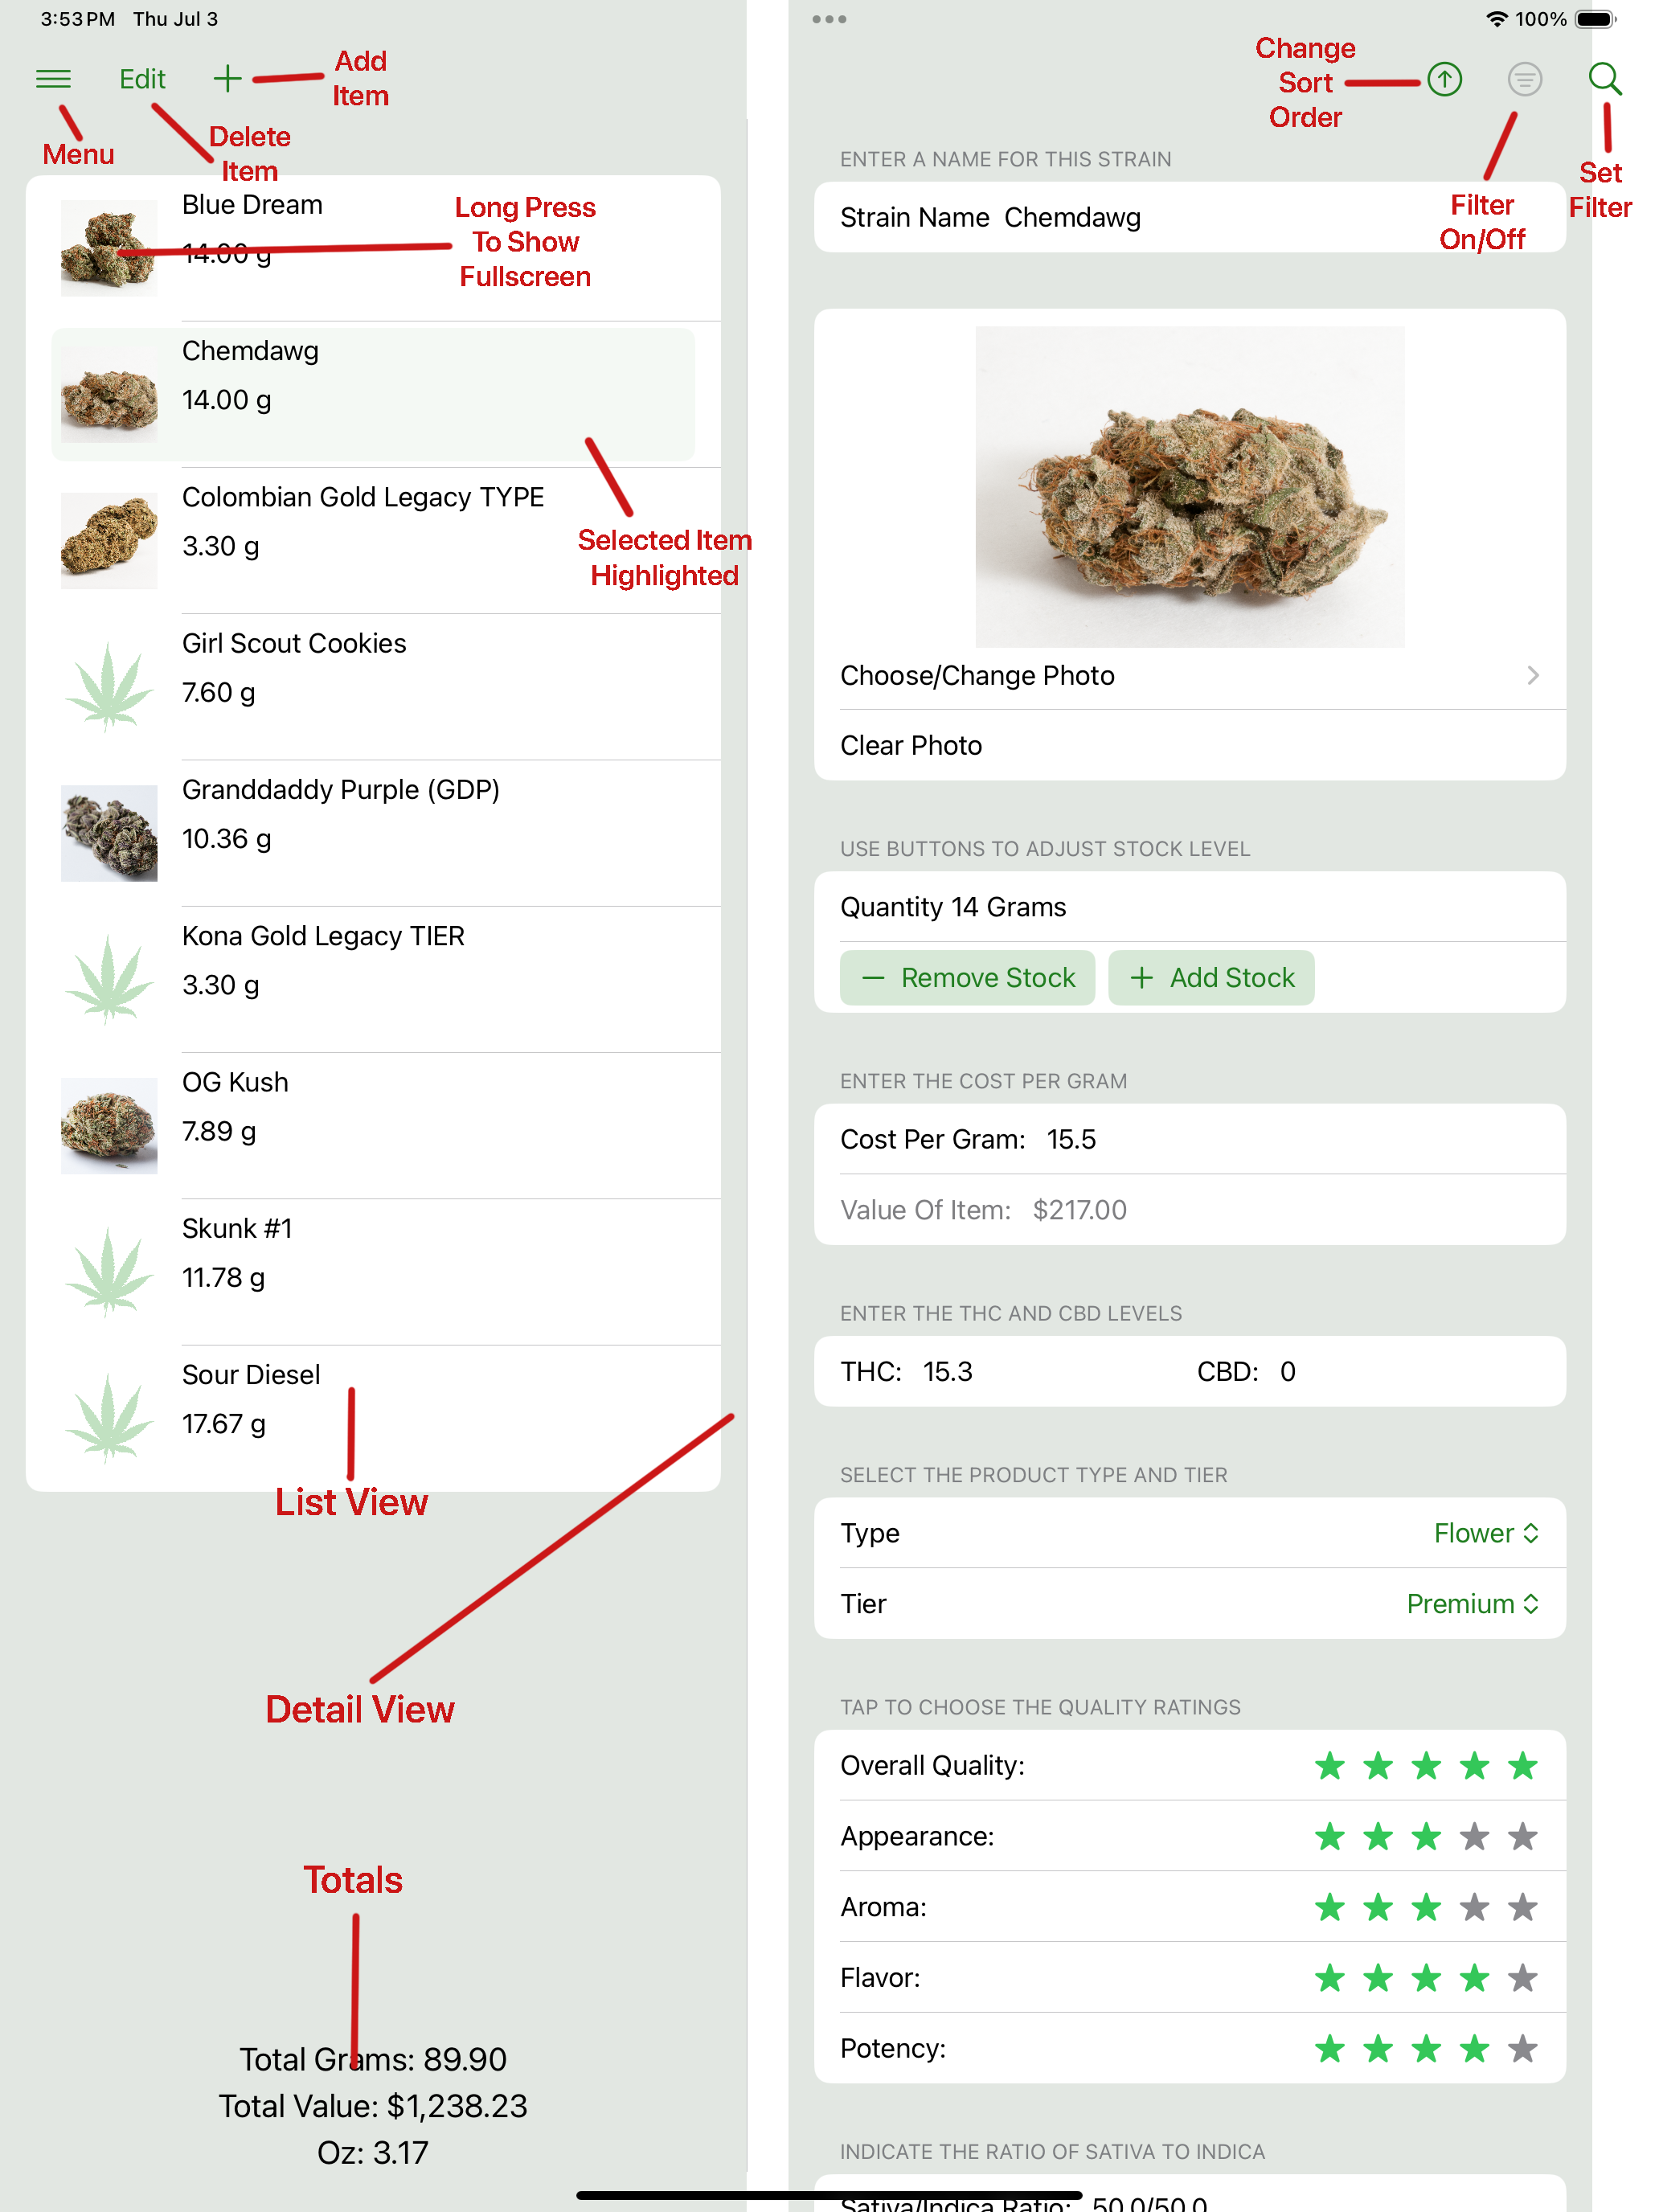 3:53 PM Thu Jul 3
100%
Edit
Add
Item
Menu
Delete
Item
Change
Sort
Order
Filter
On/Off
Set
Filter
Blue Dream
14.00 g
Long Press
To Show
Fullscreen
Chemdawg
14.00 g
Selected Item
Highlighted
Colombian Gold Legacy TYPE
3.30 g
Girl Scout Cookies
7.60 g
Granddaddy Purple (GDP)
10.36 g
Kona Gold Legacy TIER
3.30 g
OG Kush
7.89 g
Skunk #1
11.78 g
Sour Diesel
17.67 g
List View
Detail View
Totals
Total Grams: 89.90
Total Value: $1,238.23
Oz: 3.17
ENTER A NAME FOR THIS STRAIN
Strain Name Chemdawg
Choose/Change Photo
Clear Photo
USE BUTTONS TO ADJUST STOCK LEVEL
Quantity 14 Grams
Remove Stock
Add Stock
ENTER THE COST PER GRAM
Cost Per Gram: 15.5
Value Of Item: $217.00
ENTER THE THC AND CBD LEVELS
THC: 15.3 CBD: 0
SELECT THE PRODUCT TYPE AND TIER
Type Flower
Tier Premium
TAP TO CHOOSE THE QUALITY RATINGS
Overall Quality:
Appearance:
Aroma:
Flavor:
Potency:
INDICATE THE RATIO OF SATIVA TO INDICA
Sativa/Indica Ratio: 50.0/50.0